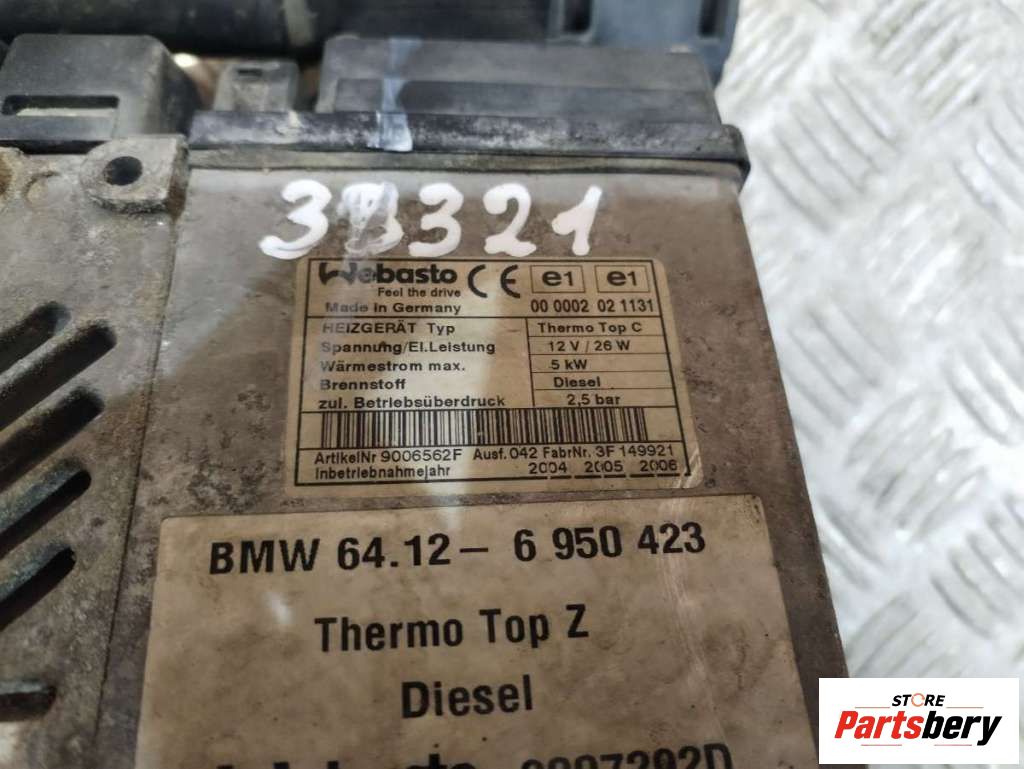 38321
Webasto CE e1 e1
Feel the drive
Made in Germany 00 0002 02 1131
HEIZGERÄT Typ Thermo Top C
Spannung/El.Leistung 12 V / 26 W
Wärmestrom max. 5 kW
Brennstoff Diesel
zul. Betriebsüberdruck 2,5 bar
ArtikelNr 9006562F Ausf. 042 FabrNr. 3F 149921
Inbetriebnahmejahr 2004 2005 2006
BMW 64.12 – 6 950 423
Thermo Top Z
Diesel
STORE
Partsbery